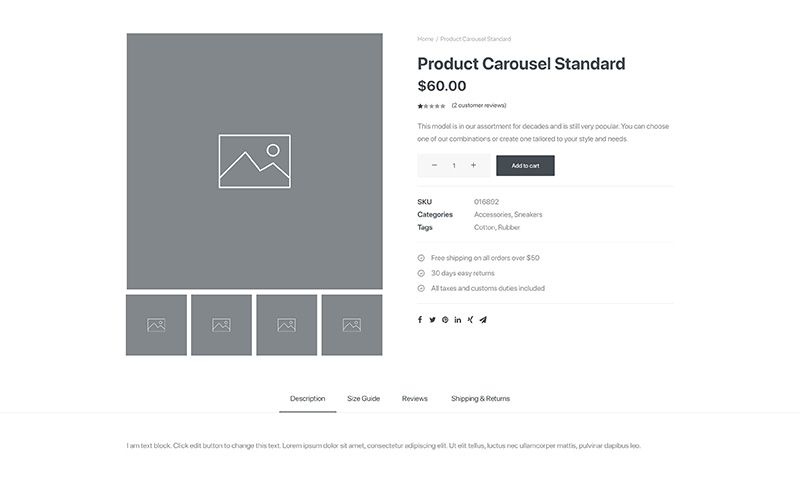 Home / Product Carousel Standard
Product Carousel Standard
$60.00
(2 customer reviews)
This model is in our assortment for decades and is still very popular. You can choose
one of our combinations or create one tailored to your style and needs.
− 1 + Add to cart
SKU 016892
Categories Accessories, Sneakers
Tags Cotton, Rubber
Free shipping on all orders over $50
30 days easy returns
All taxes and customs duties included
Description Size Guide Reviews Shipping & Returns
I am text block. Click edit button to change this text. Lorem ipsum dolor sit amet, consectetur adipiscing elit. Ut elit tellus, luctus nec ullamcorper mattis, pulvinar dapibus leo.